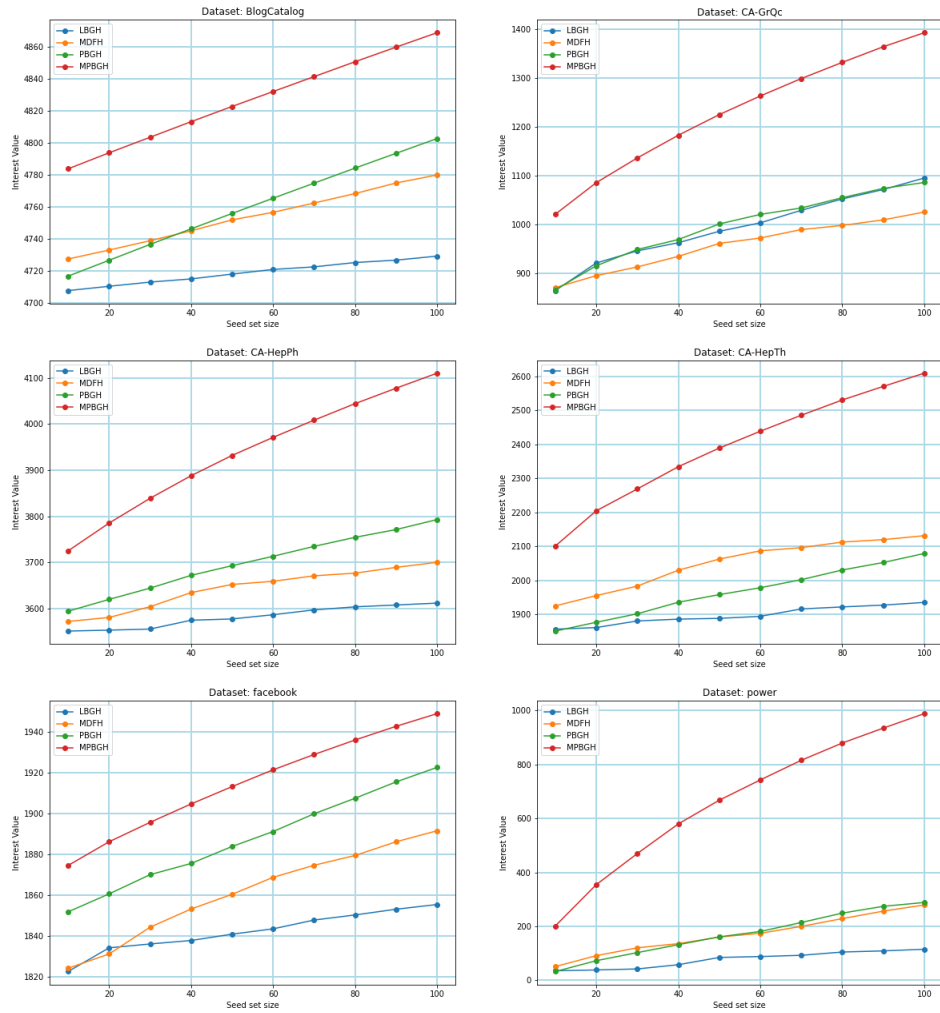 Dataset: BlogCatalog
LBGH
MDFH
PBGH
MPBGH
4860
4840
4820
4800
4780
4760
4740
4720
4700
Interest Value
20
40
60
80
100
Seed set size
Dataset: CA-GrQc
LBGH
MDFH
PBGH
MPBGH
1400
1300
1200
1100
1000
900
Interest Value
20
40
60
80
100
Seed set size
Dataset: CA-HepPh
LBGH
MDFH
PBGH
MPBGH
4100
4000
3900
3800
3700
3600
Interest Value
20
40
60
80
100
Seed set size
Dataset: CA-HepTh
LBGH
MDFH
PBGH
MPBGH
2600
2500
2400
2300
2200
2100
2000
1900
Interest Value
20
40
60
80
100
Seed set size
Dataset: facebook
LBGH
MDFH
PBGH
MPBGH
1940
1920
1900
1880
1860
1840
1820
Interest Value
20
40
60
80
100
Seed set size
Dataset: power
LBGH
MDFH
PBGH
MPBGH
1000
800
600
400
200
0
Interest Value
20
40
60
80
100
Seed set size